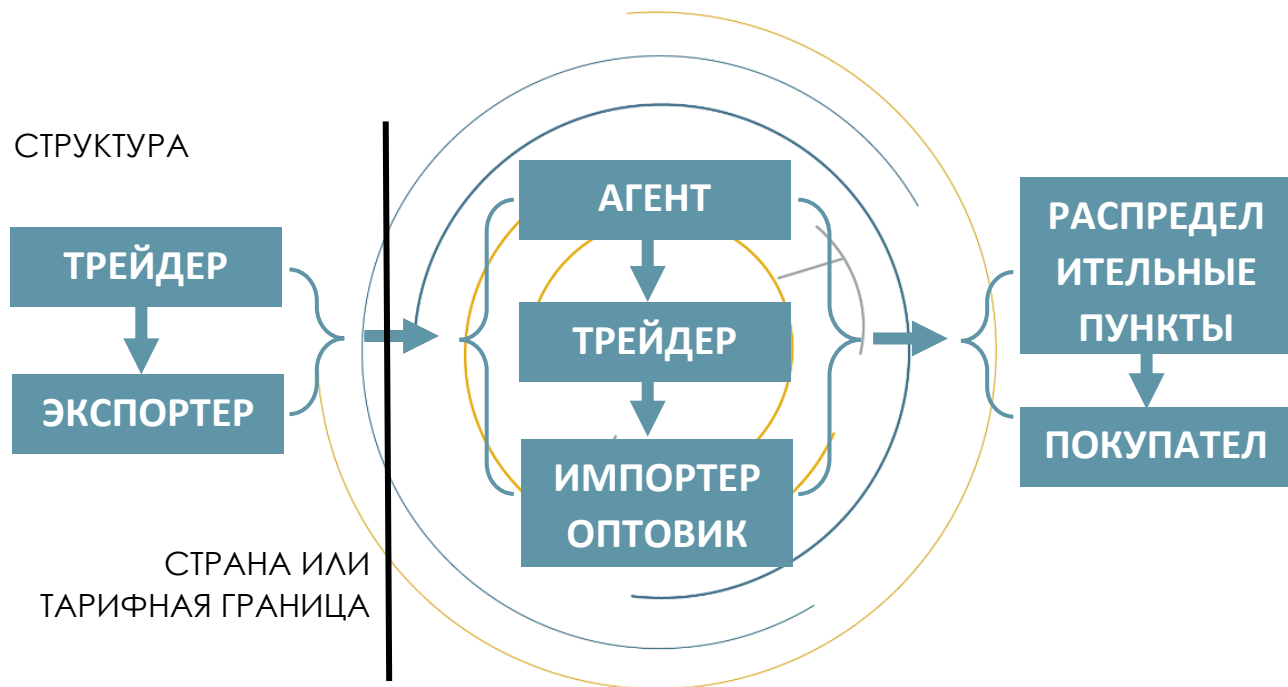 СТРУКТУРА
ТРЕЙДЕР
ЭКСПОРТЕР
СТРАНА ИЛИ
ТАРИФНАЯ ГРАНИЦА
АГЕНТ
ТРЕЙДЕР
ИМПОРТЕР
ОПТОВИК
РАСПРЕДЕЛ
ИТЕЛЬНЫЕ
ПУНКТЫ
ПОКУПАТЕЛ